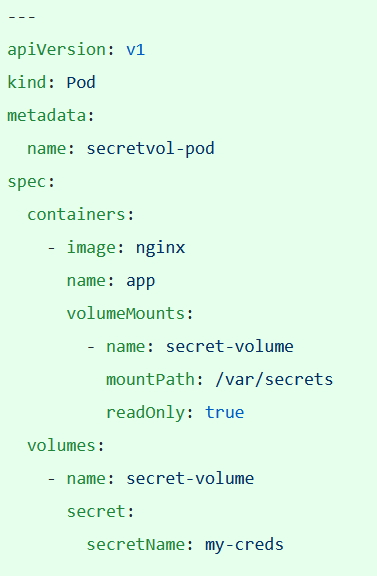 ---
apiVersion: v1
kind: Pod
metadata:
  name: secretvol-pod
spec:
  containers:
    - image: nginx
      name: app
      volumeMounts:
        - name: secret-volume
          mountPath: /var/secrets
          readOnly: true
  volumes:
    - name: secret-volume
      secret:
        secretName: my-creds